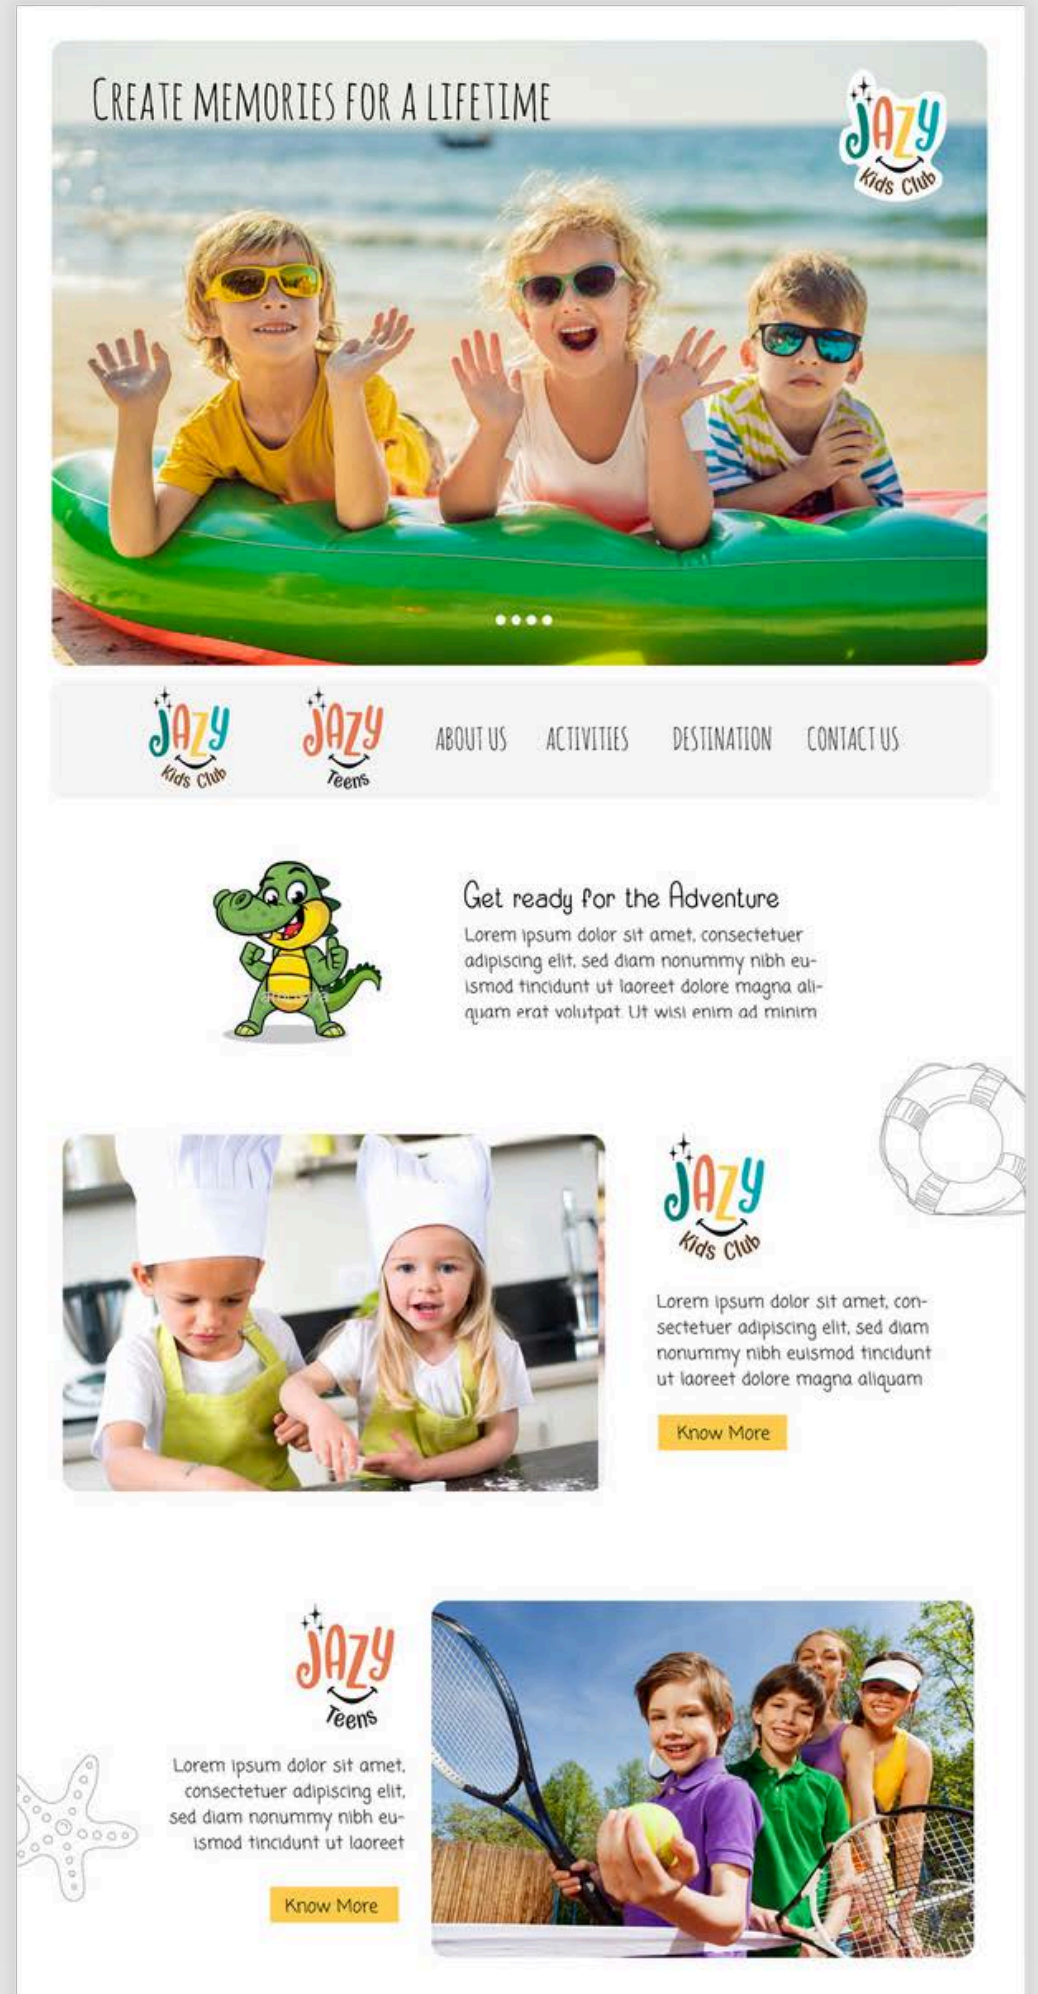 CREATE MEMORIES FOR A LIFETIME
JAZY
Kids Club
JAZY
Kids Club
JAZY
Teens
ABOUT US
ACTIVITIES
DESTINATION
CONTACT US
Get ready for the Adventure
Lorem ipsum dolor sit amet, consectetuer
adipiscing elit, sed diam nonummy nibh eu-
ismod tincidunt ut laoreet dolore magna ali-
quam erat volutpat. Ut wisi enim ad minim
JAZY
Kids Club
Lorem ipsum dolor sit amet, con-
sectetuer adipiscing elit, sed diam
nonummy nibh euismod tincidunt
ut laoreet dolore magna aliquam
Know More
JAZY
Teens
Lorem ipsum dolor sit amet,
consectetuer adipiscing elit,
sed diam nonummy nibh eu-
ismod tincidunt ut laoreet
Know More